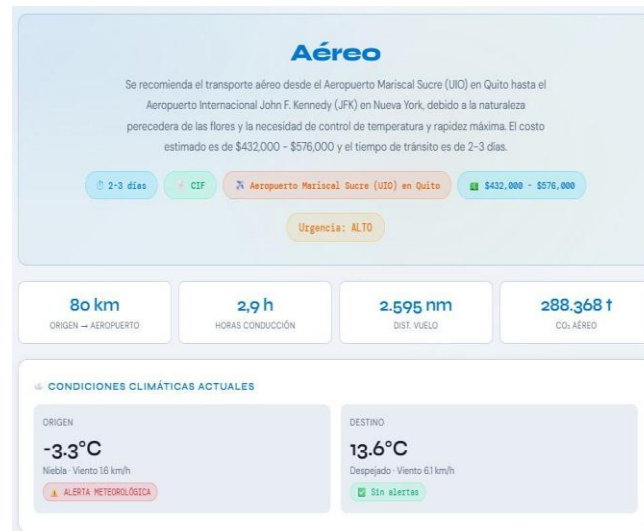 Aéreo
Se recomienda el transporte aéreo desde el Aeropuerto Mariscal Sucre (UIO) en Quito hasta el
Aeropuerto Internacional John F. Kennedy (JFK) en Nueva York, debido a la naturaleza
perecedera de las flores y la necesidad de control de temperatura y rapidez máxima. El costo
estimado es de $432,000 - $576,000 y el tiempo de tránsito es de 2-3 días.
2-3 días
CIF
Aeropuerto Mariscal Sucre (UIO) en Quito
$432,000 - $576,000
Urgencia: ALTO
80 km
ORIGEN → AEROPUERTO
2,9 h
HORAS CONDUCCIÓN
2.595 nm
DIST. VUELO
288.368 t
CO₂ AÉREO
CONDICIONES CLIMÁTICAS ACTUALES
ORIGEN
-3.3°C
Niebla · Viento 1.6 km/h
ALERTA METEOROLÓGICA
DESTINO
13.6°C
Despejado · Viento 6.1 km/h
Sin alertas